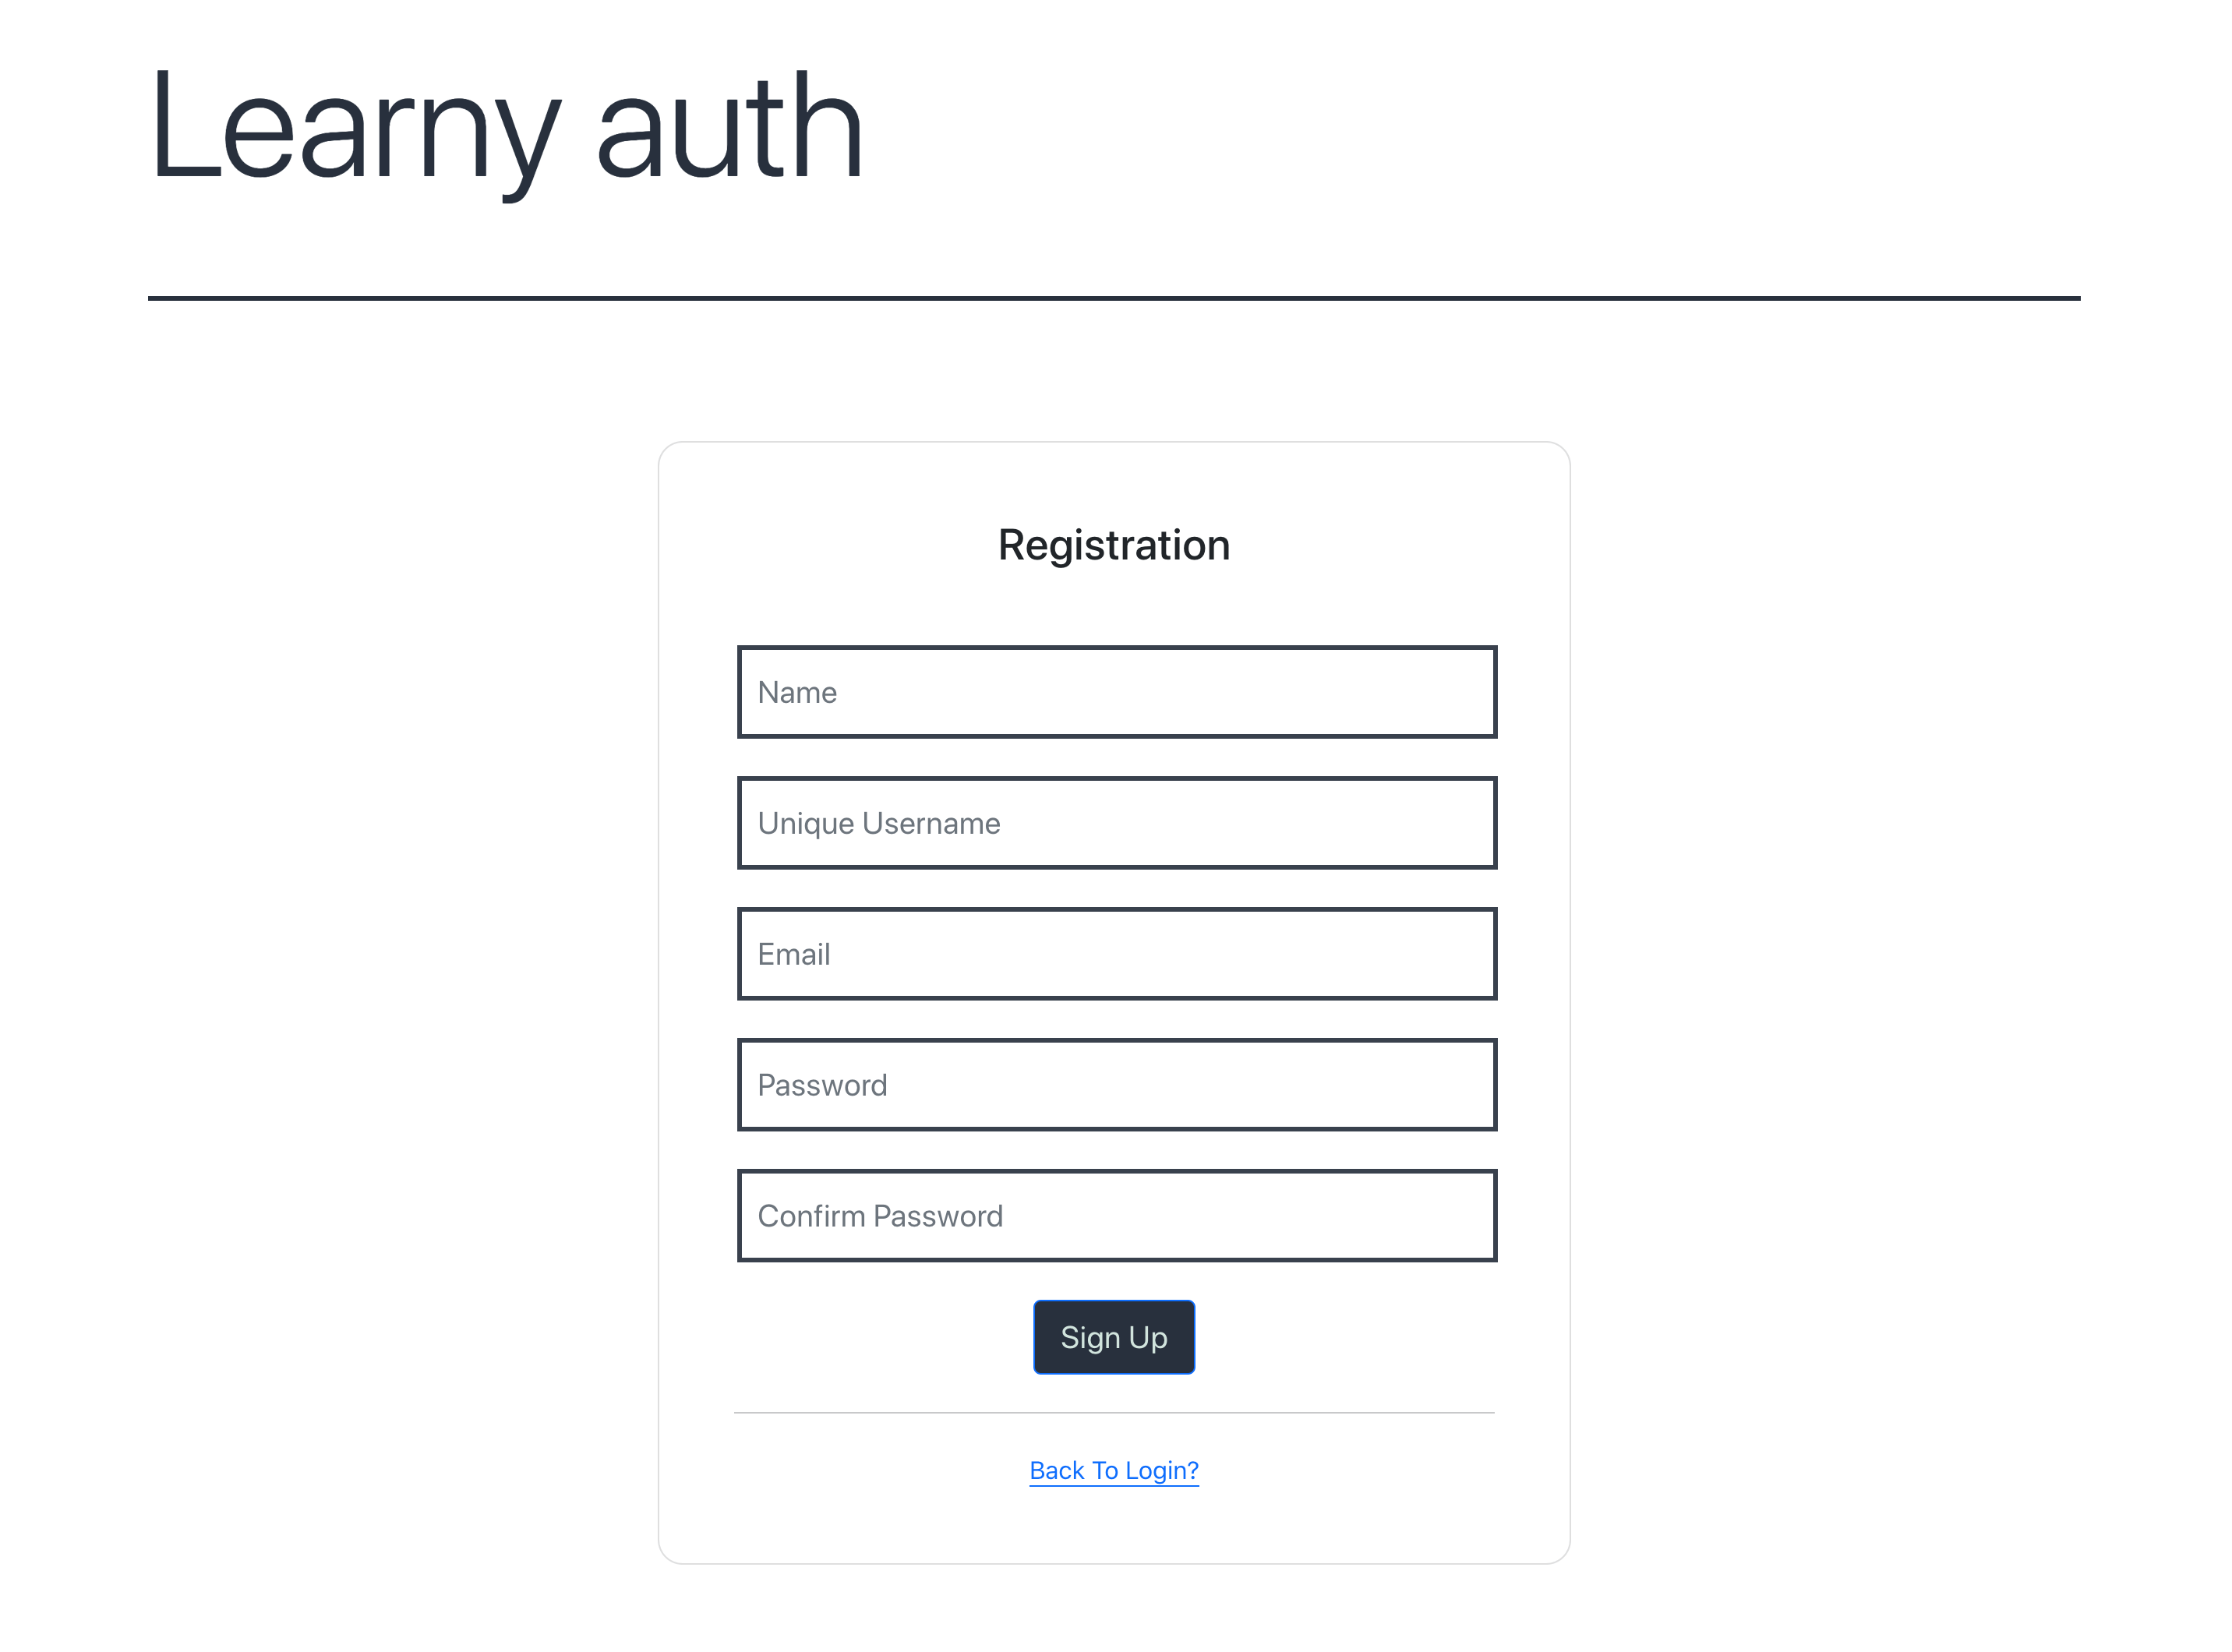 Learny auth
Registration
Name
Unique Username
Email
Password
Confirm Password
Sign Up
Back To Login?